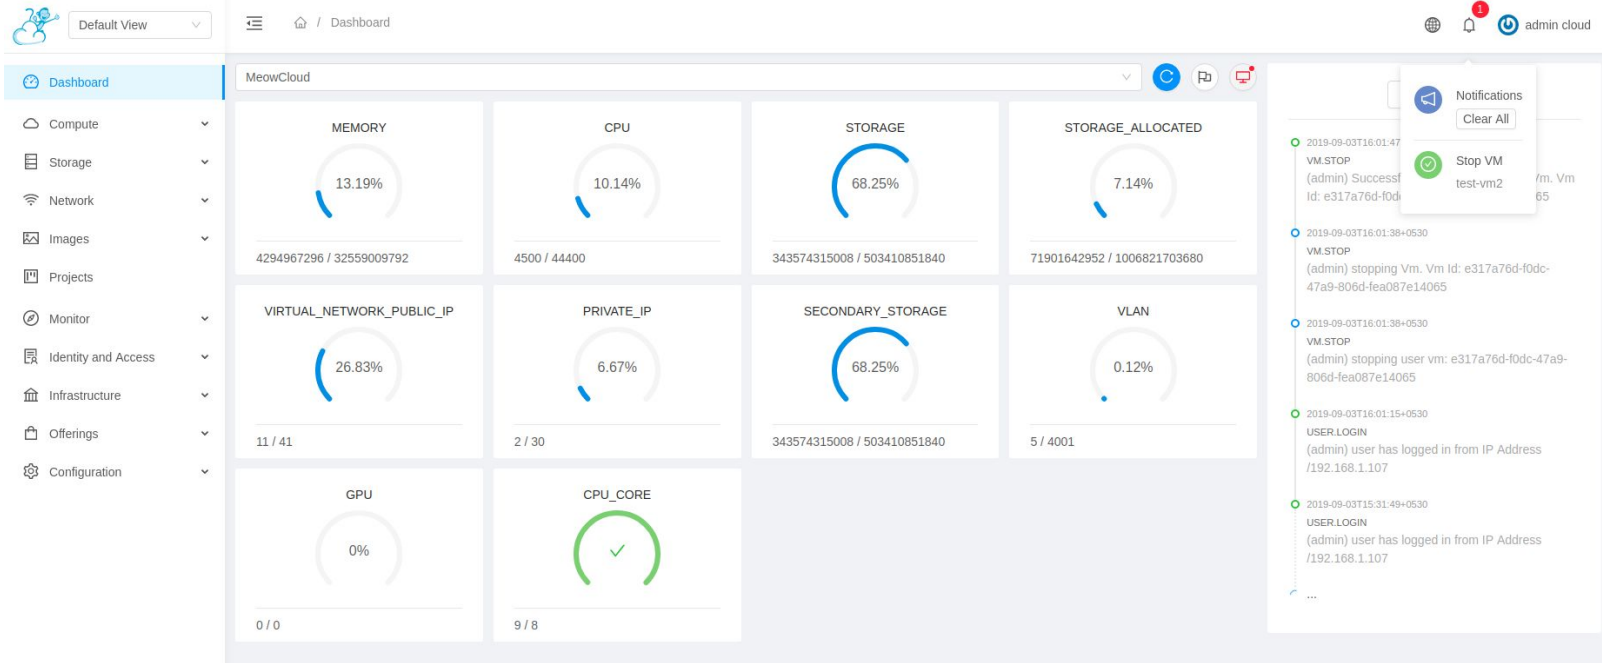 Default View
Dashboard
Compute
Storage
Network
Images
Projects
Monitor
Identity and Access
Infrastructure
Offerings
Configuration
/ Dashboard
1
admin cloud
MeowCloud
MEMORY
13.19%
4294967296 / 32559009792
CPU
10.14%
4500 / 44400
STORAGE
68.25%
343574315008 / 503410851840
STORAGE_ALLOCATED
7.14%
71901642952 / 1006821703680
VIRTUAL_NETWORK_PUBLIC_IP
26.83%
11 / 41
PRIVATE_IP
6.67%
2 / 30
SECONDARY_STORAGE
68.25%
343574315008 / 503410851840
VLAN
0.12%
5 / 4001
GPU
0%
0 / 0
CPU_CORE
9 / 8
Notifications
Clear All
Stop VM
test-vm2
2019-09-03T16:01:47
VM.STOP
(admin) Successf Vm. Vm
Id: e317a76d-f0d 65
2019-09-03T16:01:38+0530
VM.STOP
(admin) stopping Vm. Vm Id: e317a76d-f0dc-
47a9-806d-fea087e14065
2019-09-03T16:01:38+0530
VM.STOP
(admin) stopping user vm: e317a76d-f0dc-47a9-
806d-fea087e14065
2019-09-03T16:01:15+0530
USER.LOGIN
(admin) user has logged in from IP Address
/192.168.1.107
2019-09-03T15:31:49+0530
USER.LOGIN
(admin) user has logged in from IP Address
/192.168.1.107
...